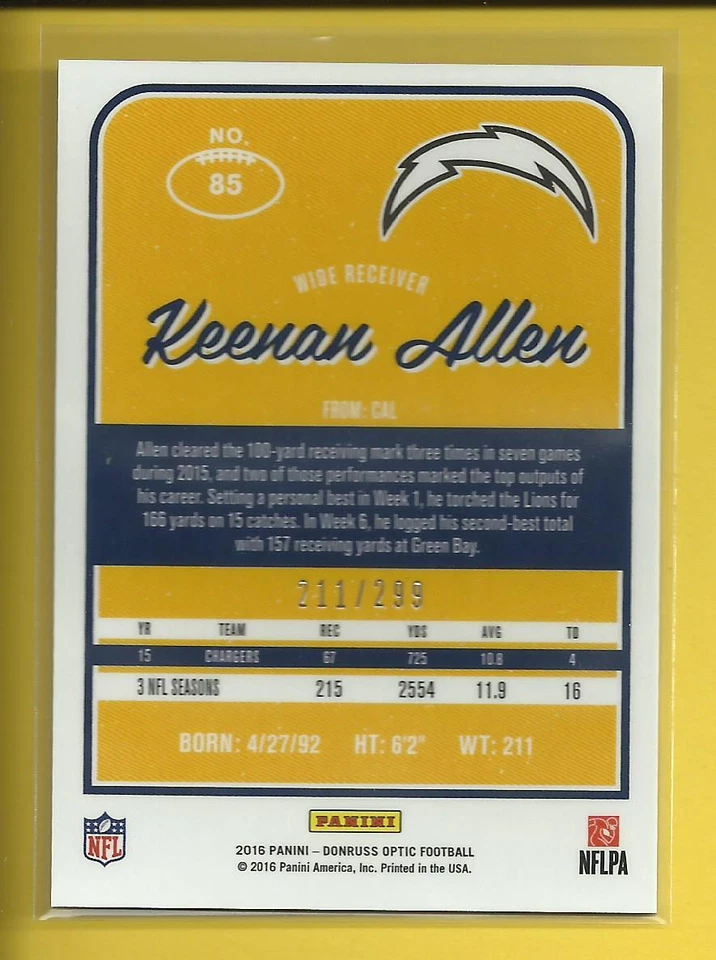 NO.
85
WIDE RECEIVER
Keenan Allen
FROM: CAL
Allen cleared the 100-yard receiving mark three times in seven games
during 2015, and two of those performances marked the top outputs of
his career. Setting a personal best in Week 1, he torched the Lions for
166 yards on 15 catches. In Week 6, he logged his second-best total
with 157 receiving yards at Green Bay.
211/299
YR TEAM REC YDS AVG TD
15 CHARGERS 67 725 10.8 4
3 NFL SEASONS 215 2554 11.9 16
BORN: 4/27/92 HT: 6'2" WT: 211
NFL
PANINI
2016 PANINI – DONRUSS OPTIC FOOTBALL
© 2016 Panini America, Inc. Printed in the USA.
NFLPA